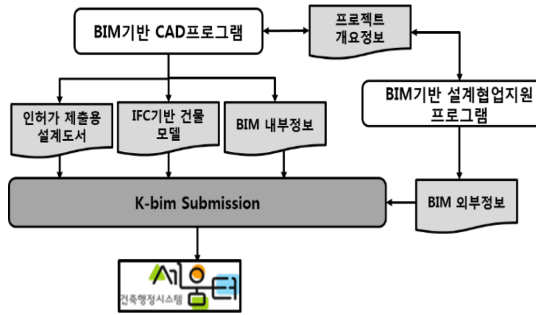 BIM기반 CAD프로그램
프로젝트
개요정보
BIM기반 설계협업지원
프로그램
인허가 제출용
설계도서
IFC기반 건물
모델
BIM 내부정보
K-bim Submission
BIM 외부정보
세움터
건축행정시스템